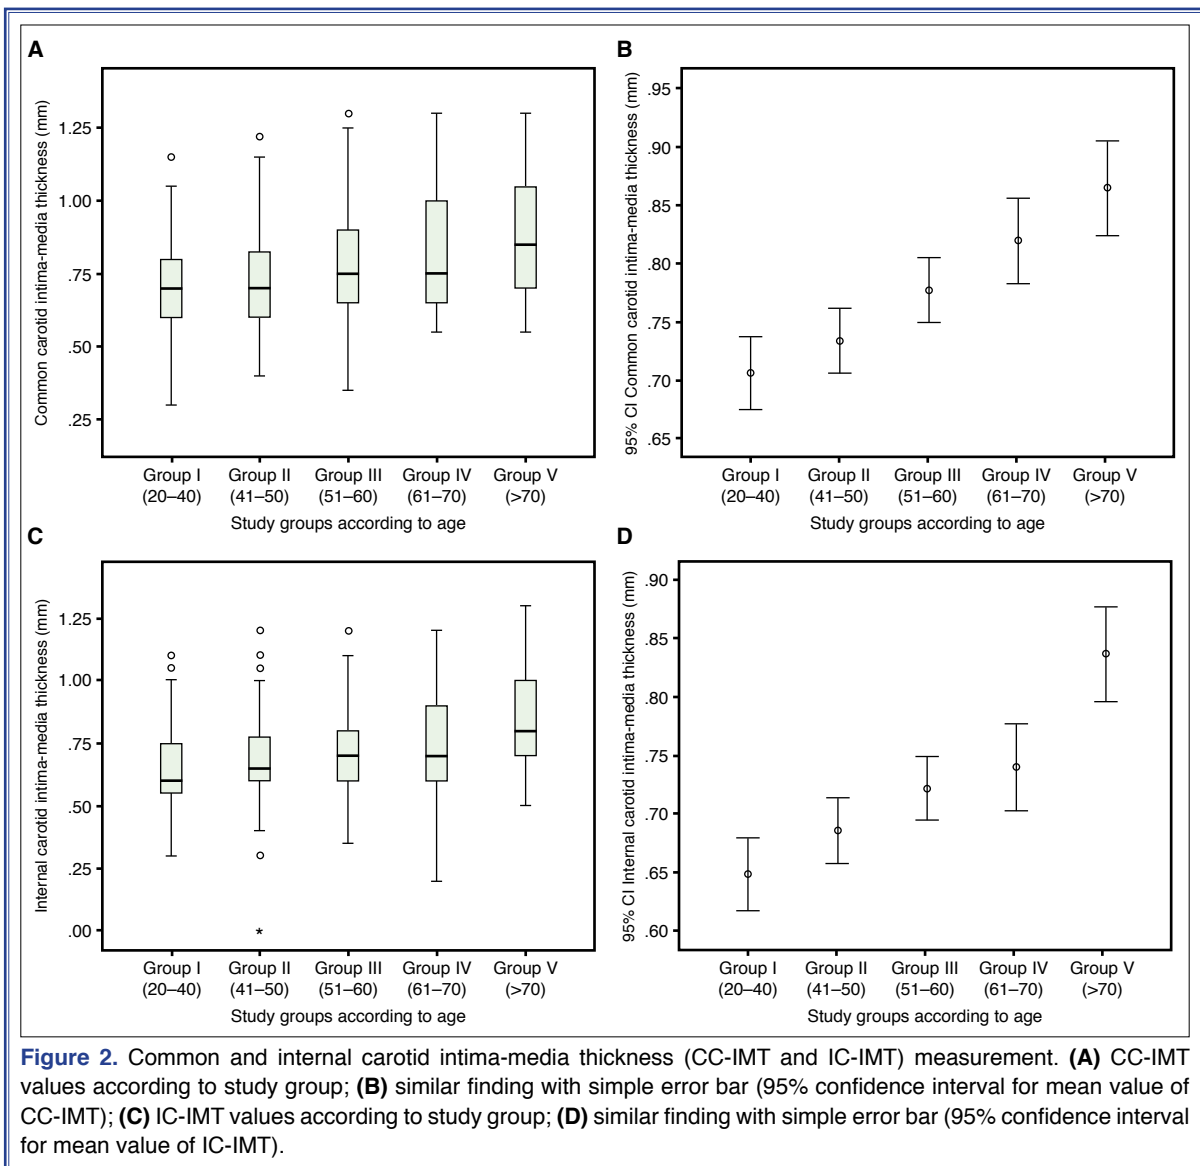 A
Common carotid intima-media thickness (mm)
1.25
1.00
.75
.50
.25
Group I Group II Group III Group IV Group V
(20–40) (41–50) (51–60) (61–70) (>70)
Study groups according to age
B
95% CI Common carotid intima-media thickness (mm)
.95
.90
.85
.80
.75
.70
.65
Group I Group II Group III Group IV Group V
(20–40) (41–50) (51–60) (61–70) (>70)
Study groups according to age
C
Internal carotid intima-media thickness (mm)
1.25
1.00
.75
.50
.25
.00
*
Group I Group II Group III Group IV Group V
(20–40) (41–50) (51–60) (61–70) (>70)
Study groups according to age
D
95% CI Internal carotid intima-media thickness (mm)
.90
.85
.80
.75
.70
.65
.60
Group I Group II Group III Group IV Group V
(20–40) (41–50) (51–60) (61–70) (>70)
Study groups according to age
Figure 2. Common and internal carotid intima-media thickness (CC-IMT and IC-IMT) measurement. (A) CC-IMT
values according to study group; (B) similar finding with simple error bar (95% confidence interval for mean value of
CC-IMT); (C) IC-IMT values according to study group; (D) similar finding with simple error bar (95% confidence interval
for mean value of IC-IMT).